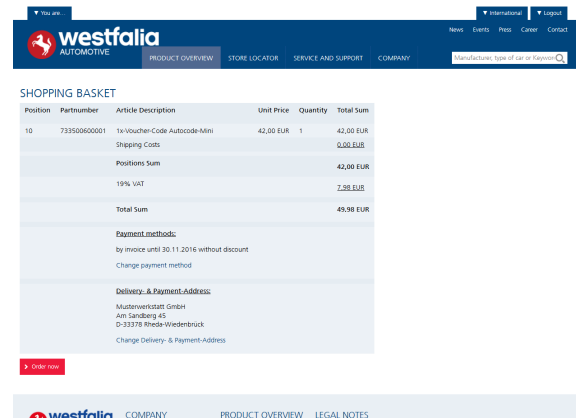 ▼ You are...
▼ International
▼ Logout
westfalia
AUTOMOTIVE
News Events Press Career Contact
PRODUCT OVERVIEW STORE LOCATOR SERVICE AND SUPPORT COMPANY
Manufacturer, type of car or Keyword
SHOPPING BASKET
Position Partnumber Article Description Unit Price Quantity Total Sum
10 733500600001 1x-Voucher-Code Autocode-Mini 42,00 EUR 1 42,00 EUR
Shipping Costs 0,00 EUR
Positions Sum 42,00 EUR
19% VAT 7,98 EUR
Total Sum 49,98 EUR
Payment methods:
by invoice until 30.11.2016 without discount
Change payment method
Delivery- & Payment-Address:
Musterwerkstatt GmbH
Am Sandberg 45
D-33378 Rheda-Wiedenbrück
Change Delivery- & Payment-Address
Order now
westfalia COMPANY PRODUCT OVERVIEW LEGAL NOTES